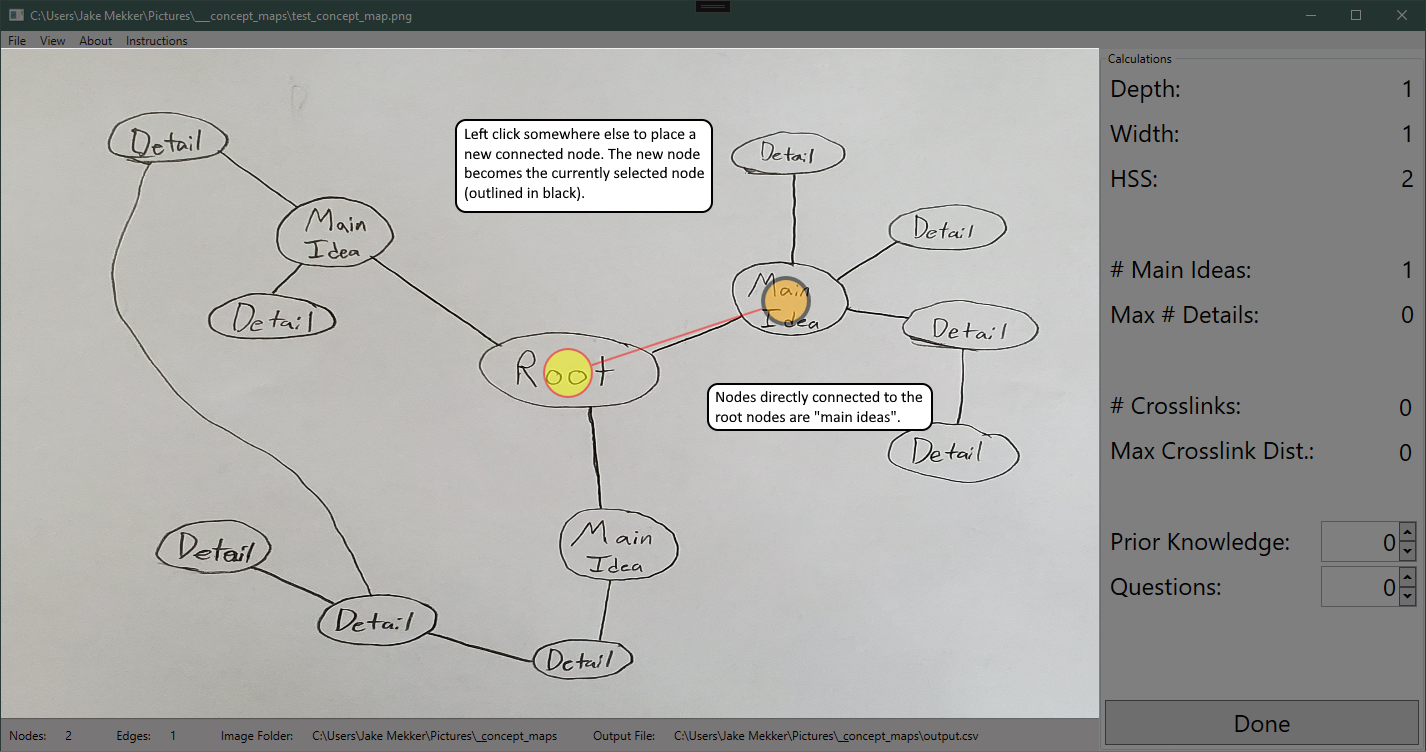 C:\Users\Jake Mekker\Pictures\__concept_maps\test_concept_map.png
File View About Instructions
Detail
Main
Idea
Detail
Left click somewhere else to place a
new connected node. The new node
becomes the currently selected node
(outlined in black).
Detail
Detail
Main
Idea
Detail
Root
Nodes directly connected to the
root nodes are "main ideas".
Detail
Main
Idea
Detail
Detail
Detail
Calculations
Depth: 1
Width: 1
HSS: 2
# Main Ideas: 1
Max # Details: 0
# Crosslinks: 0
Max Crosslink Dist.: 0
Prior Knowledge: 0
Questions: 0
Done
Nodes: 2 Edges: 1 Image Folder: C:\Users\Jake Mekker\Pictures\_concept_maps Output File: C:\Users\Jake Mekker\Pictures\_concept_maps\output.csv